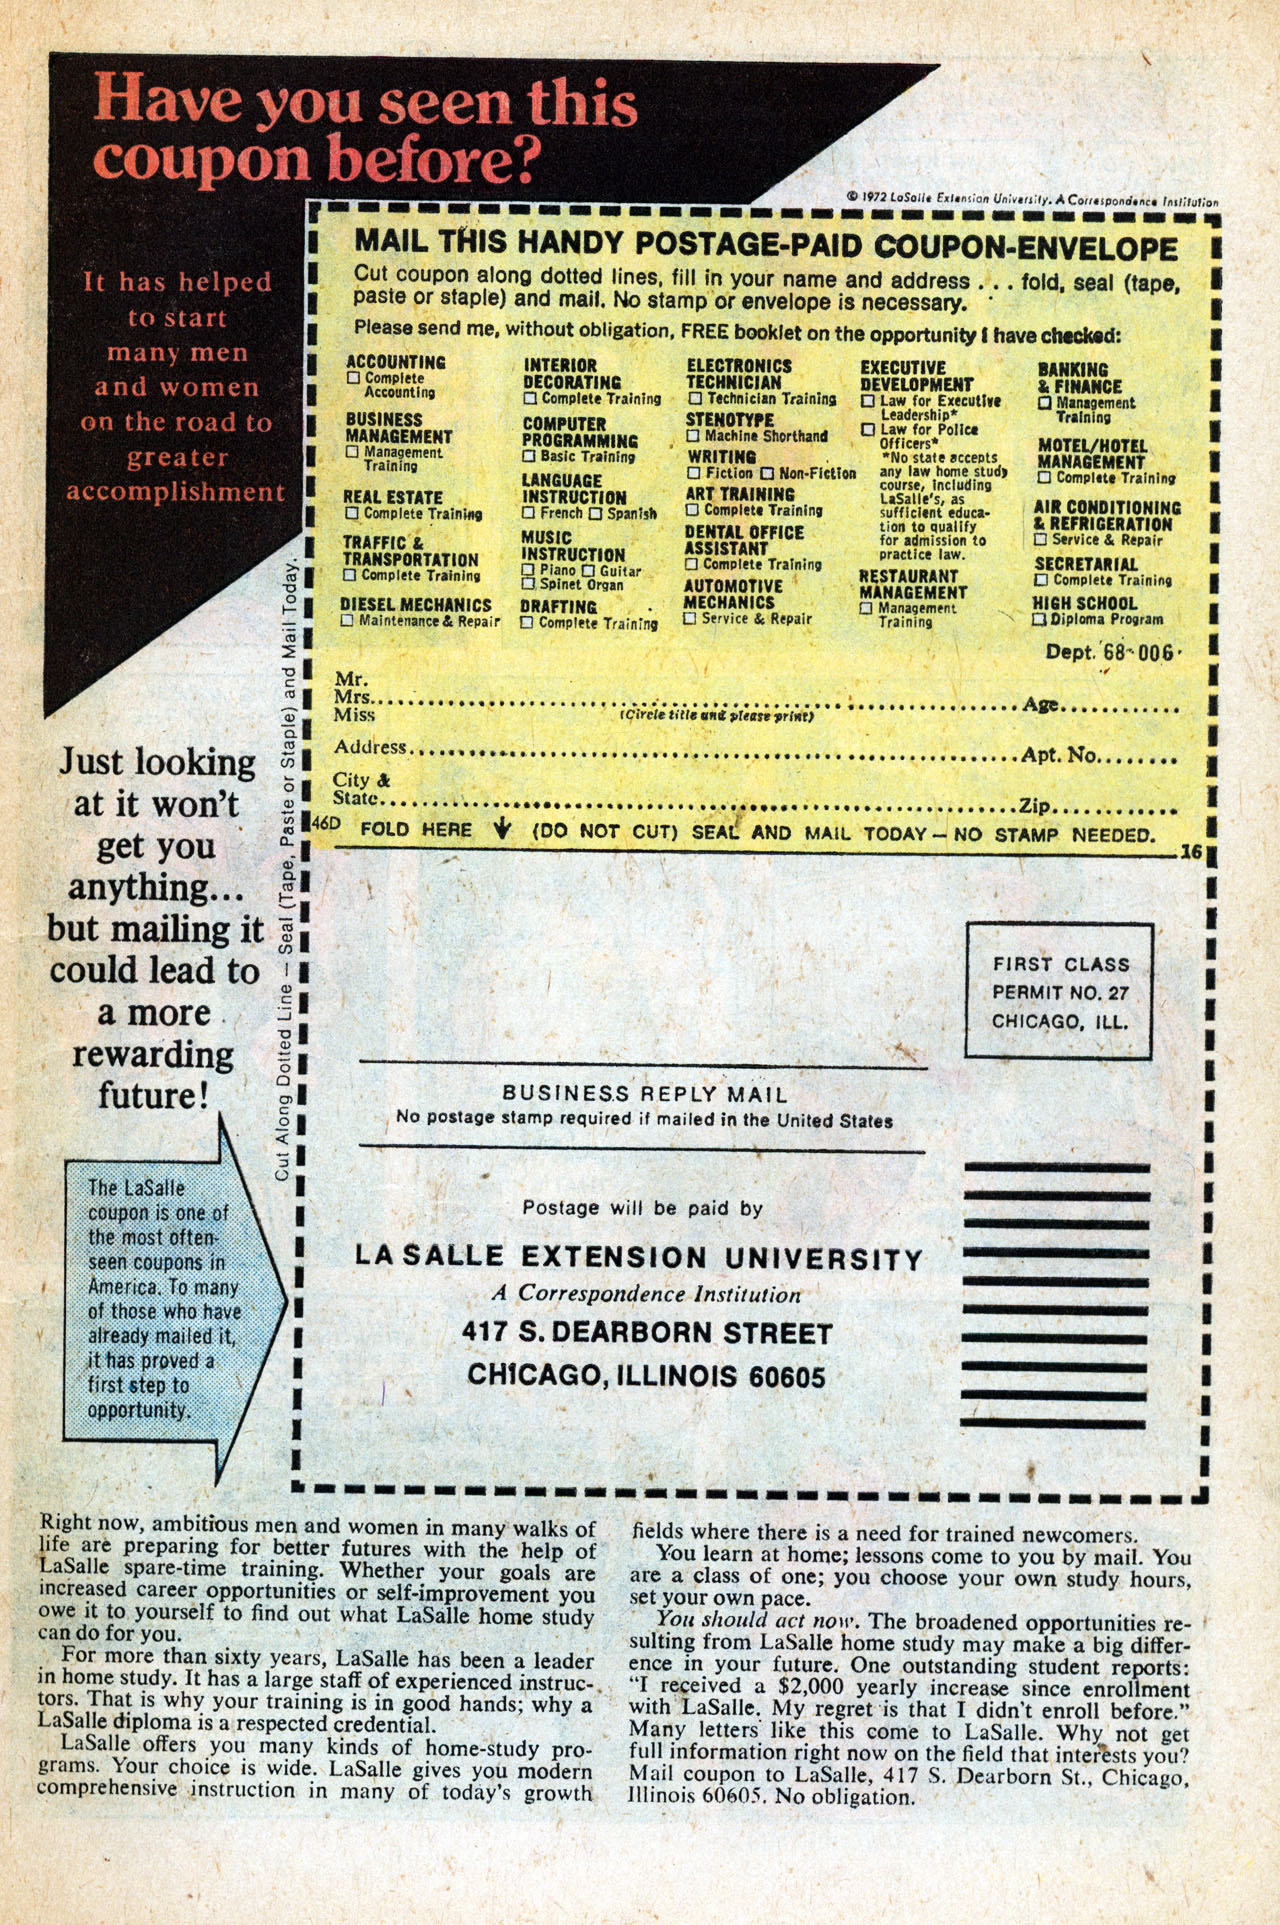 Have you seen this
coupon before?
It has helped
to start
many men
and women
on the road to
greater
accomplishment
© 1972 LaSalle Extension University. A Correspondence Institution
MAIL THIS HANDY POSTAGE-PAID COUPON-ENVELOPE
Cut coupon along dotted lines, fill in your name and address . . . fold, seal (tape,
paste or staple) and mail. No stamp or envelope is necessary.
Please send me, without obligation, FREE booklet on the opportunity I have checked:
ACCOUNTING
☐ Complete
Accounting
BUSINESS
MANAGEMENT
☐ Management
Training
REAL ESTATE
☐ Complete Training
TRAFFIC &
TRANSPORTATION
☐ Complete Training
DIESEL MECHANICS
☐ Maintenance & Repair
INTERIOR
DECORATING
☐ Complete Training
COMPUTER
PROGRAMMING
☐ Basic Training
LANGUAGE
INSTRUCTION
☐ French ☐ Spanish
MUSIC
INSTRUCTION
☐ Piano ☐ Guitar
☐ Spinet Organ
DRAFTING
☐ Complete Training
ELECTRONICS
TECHNICIAN
☐ Technician Training
STENOTYPE
☐ Machine Shorthand
WRITING
☐ Fiction ☐ Non-Fiction
ART TRAINING
☐ Complete Training
DENTAL OFFICE
ASSISTANT
☐ Complete Training
AUTOMOTIVE
MECHANICS
☐ Service & Repair
EXECUTIVE
DEVELOPMENT
☐ Law for Executive
Leadership*
☐ Law for Police
Officers*
*No state accepts
any law home study
course, including
LaSalle's, as
sufficient educa-
tion to qualify
for admission to
practice law.
RESTAURANT
MANAGEMENT
☐ Management
Training
BANKING
& FINANCE
☐ Management
Training
MOTEL/HOTEL
MANAGEMENT
☐ Complete Training
AIR CONDITIONING
& REFRIGERATION
☐ Service & Repair
SECRETARIAL
☐ Complete Training
HIGH SCHOOL
☐ Diploma Program
Dept. 68-006
Mr.
Mrs. Age
Miss (Circle title and please print)
Address Apt. No.
City &
State Zip
46D FOLD HERE ↓ (DO NOT CUT) SEAL AND MAIL TODAY – NO STAMP NEEDED.
16
Cut Along Dotted Line – Seal (Tape, Paste or Staple) and Mail Today.
Just looking
at it won't
get you
anything...
but mailing it
could lead to
a more
rewarding
future!
The LaSalle
coupon is one of
the most often-
seen coupons in
America. To many
of those who have
already mailed it,
it has proved a
first step to
opportunity.
FIRST CLASS
PERMIT NO. 27
CHICAGO, ILL.
BUSINESS REPLY MAIL
No postage stamp required if mailed in the United States
Postage will be paid by
LA SALLE EXTENSION UNIVERSITY
A Correspondence Institution
417 S. DEARBORN STREET
CHICAGO, ILLINOIS 60605
Right now, ambitious men and women in many walks of
life are preparing for better futures with the help of
LaSalle spare-time training. Whether your goals are
increased career opportunities or self-improvement you
owe it to yourself to find out what LaSalle home study
can do for you.
For more than sixty years, LaSalle has been a leader
in home study. It has a large staff of experienced instruc-
tors. That is why your training is in good hands; why a
LaSalle diploma is a respected credential.
LaSalle offers you many kinds of home-study pro-
grams. Your choice is wide. LaSalle gives you modern
comprehensive instruction in many of today's growth
fields where there is a need for trained newcomers.
You learn at home; lessons come to you by mail. You
are a class of one; you choose your own study hours,
set your own pace.
You should act now. The broadened opportunities re-
sulting from LaSalle home study may make a big differ-
ence in your future. One outstanding student reports:
"I received a $2,000 yearly increase since enrollment
with LaSalle. My regret is that I didn't enroll before."
Many letters like this come to LaSalle. Why not get
full information right now on the field that interests you?
Mail coupon to LaSalle, 417 S. Dearborn St., Chicago,
Illinois 60605. No obligation.